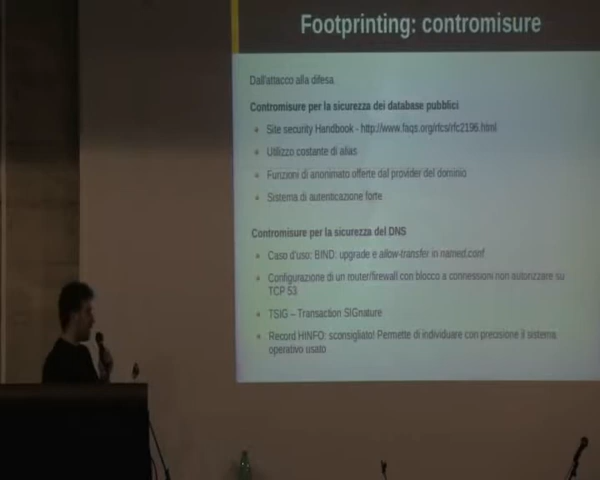 Footprinting: contromisure
Dall'attacco alla difesa.
Contromisure per la sicurezza dei database pubblici
Site security Handbook - http://www.faqs.org/rfcs/rfc2196.html
Utilizzo costante di alias
Funzioni di anonimato offerte dal provider del dominio
Sistema di autenticazione forte
Contromisure per la sicurezza del DNS
Caso d'uso: BIND: upgrade e allow-transfer in named.conf
Configurazione di un router/firewall con blocco a connessioni non autorizzare su
TCP 53
TSIG – Transaction SIGnature
Record HINFO: sconsigliato! Permette di individuare con precisione il sistema
operativo usato